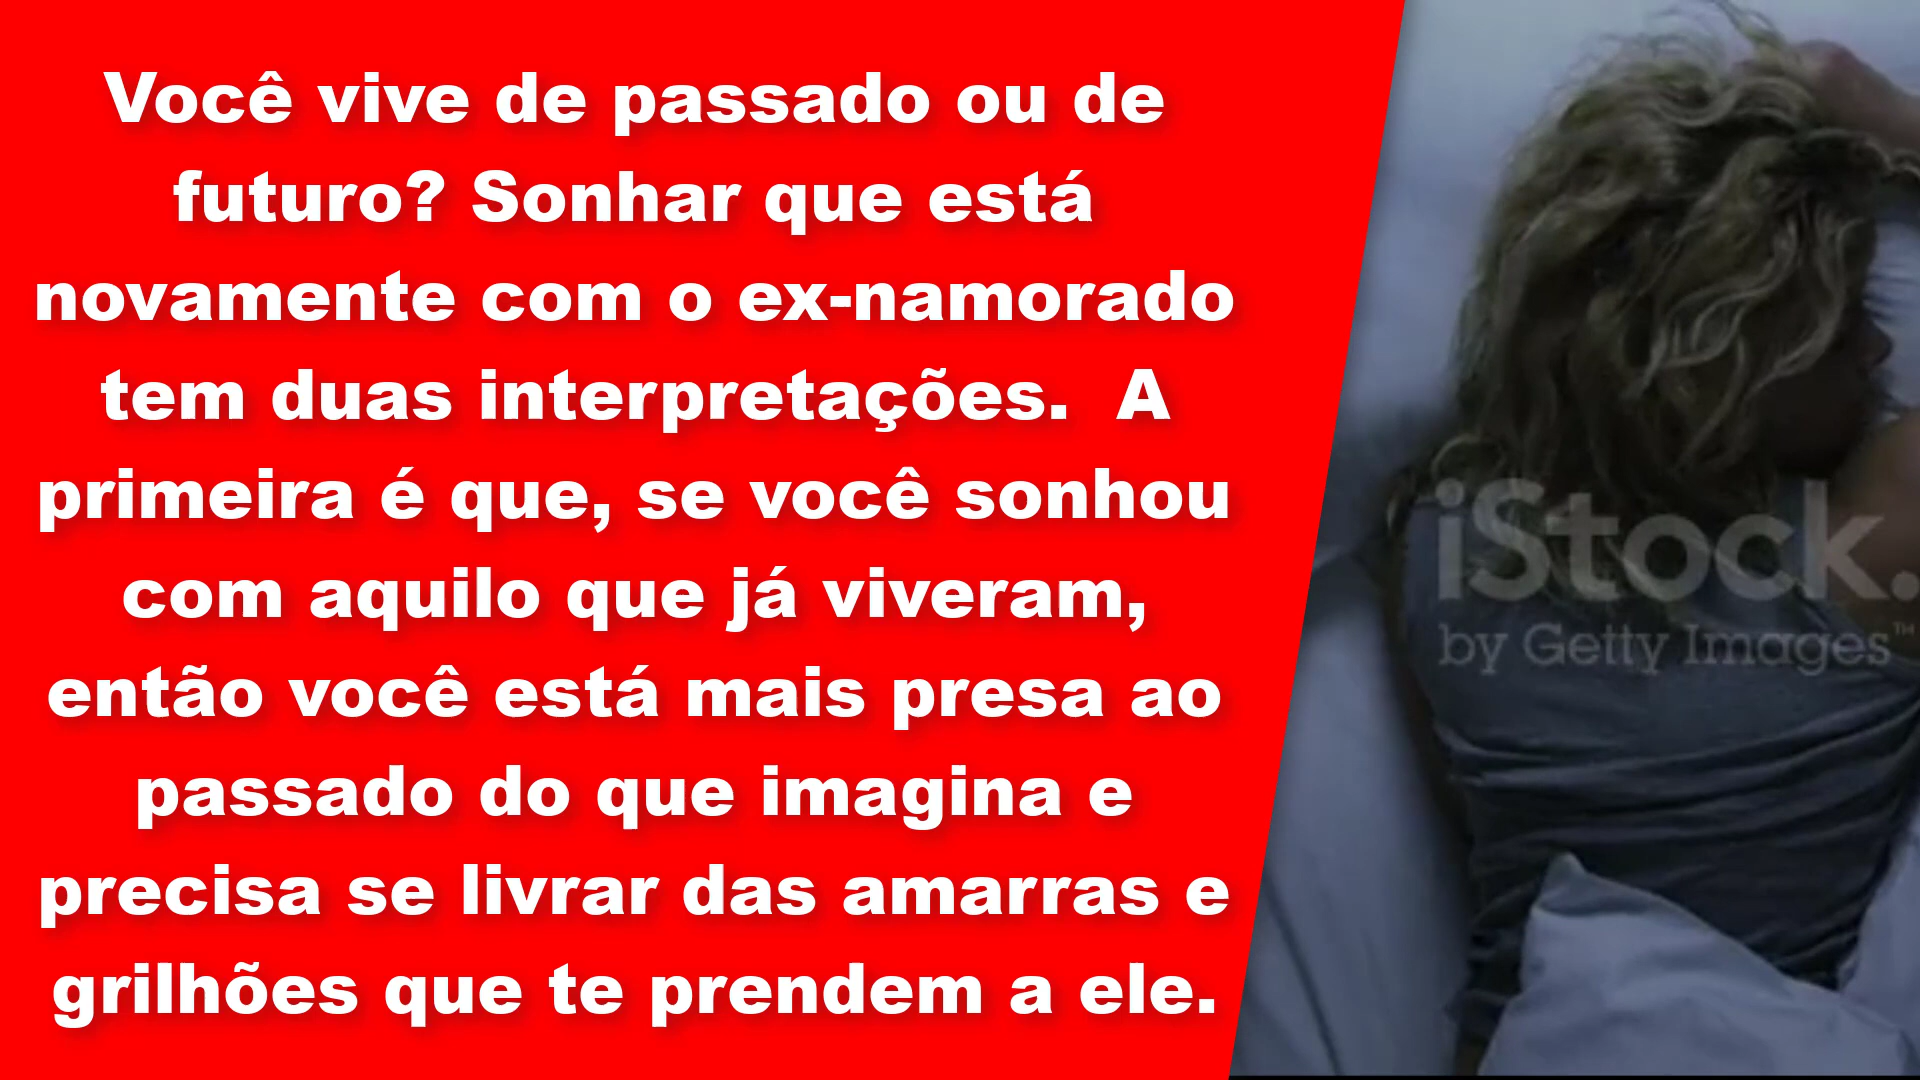 Você vive de passado ou de
futuro? Sonhar que está
novamente com o ex-namorado
tem duas interpretações.  A
primeira é que, se você sonhou
com aquilo que já viveram,
então você está mais presa ao
passado do que imagina e
precisa se livrar das amarras e
grilhões que te prendem a ele.
iStock.
by Getty Images™